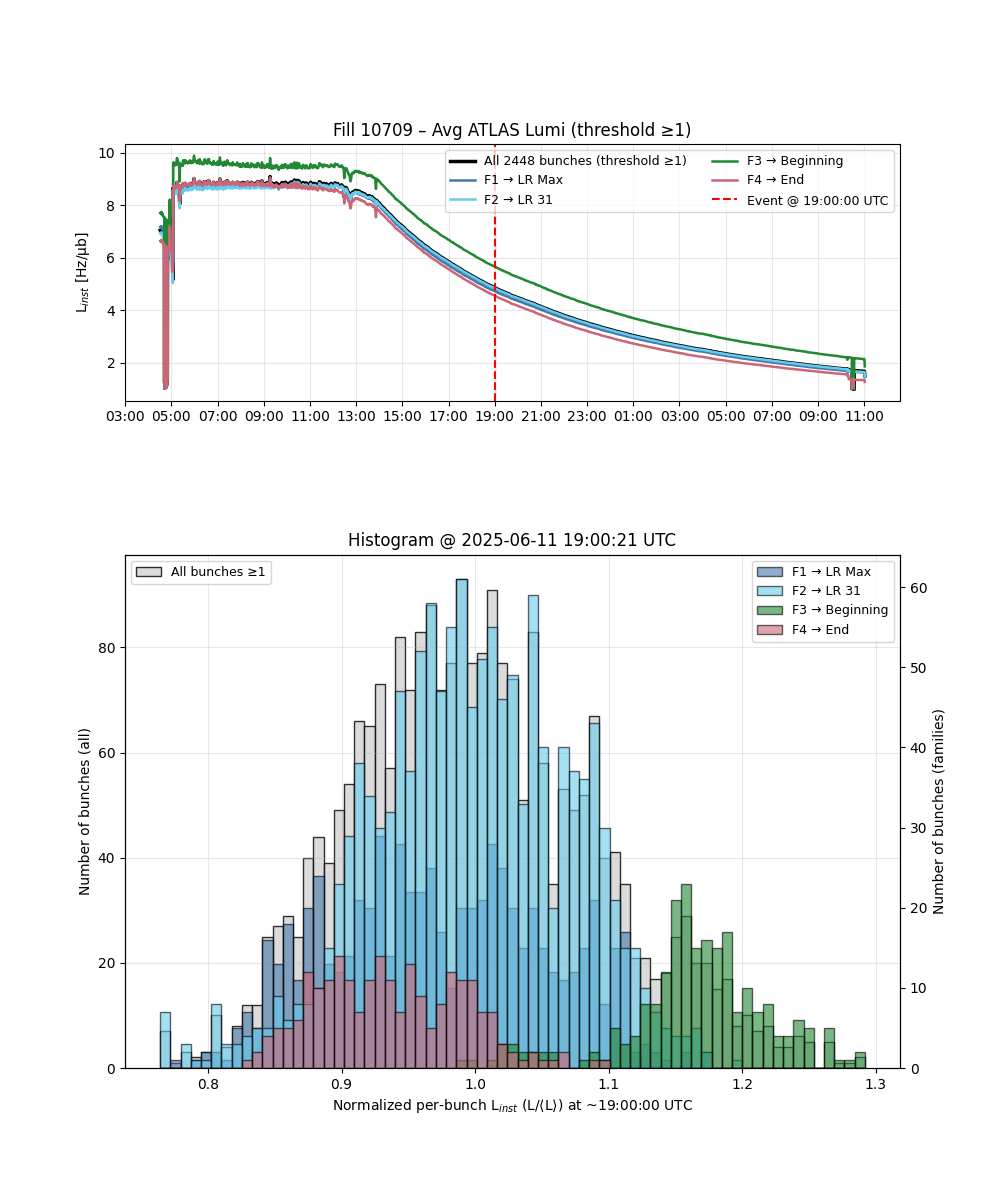 Fill 10709 – Avg ATLAS Lumi (threshold ≥1)
L_inst [Hz/μb]
10
8
6
4
2
All 2448 bunches (threshold ≥1)
F1 → LR Max
F2 → LR 31
F3 → Beginning
F4 → End
Event @ 19:00:00 UTC
03:00 05:00 07:00 09:00 11:00 13:00 15:00 17:00 19:00 21:00 23:00 01:00 03:00 05:00 07:00 09:00 11:00
Histogram @ 2025-06-11 19:00:21 UTC
All bunches ≥1
F1 → LR Max
F2 → LR 31
F3 → Beginning
F4 → End
Number of bunches (all)
80
60
40
20
0
60
50
40
30
20
10
0
Number of bunches (families)
0.8 0.9 1.0 1.1 1.2 1.3
Normalized per-bunch L_inst (L/⟨L⟩) at ~19:00:00 UTC